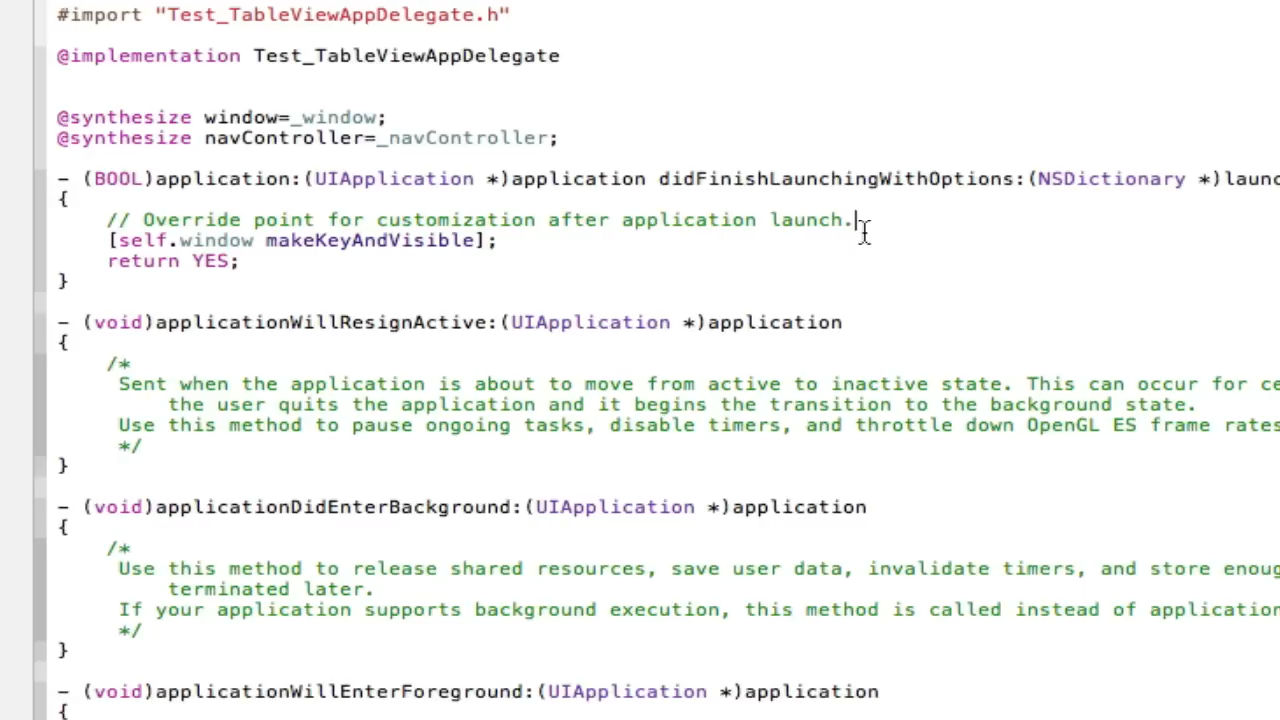 #import "Test_TableViewAppDelegate.h"
@implementation Test_TableViewAppDelegate
@synthesize window=_window;
@synthesize navController=_navController;
- (BOOL)application:(UIApplication *)application didFinishLaunchingWithOptions:(NSDictionary *)launc
{
// Override point for customization after application launch.
[self.window makeKeyAndVisible];
return YES;
}
- (void)applicationWillResignActive:(UIApplication *)application
{
/*
Sent when the application is about to move from active to inactive state. This can occur for ce
the user quits the application and it begins the transition to the background state.
Use this method to pause ongoing tasks, disable timers, and throttle down OpenGL ES frame rates
*/
}
- (void)applicationDidEnterBackground:(UIApplication *)application
{
/*
Use this method to release shared resources, save user data, invalidate timers, and store enoug
terminated later.
If your application supports background execution, this method is called instead of application
*/
}
- (void)applicationWillEnterForeground:(UIApplication *)application
{